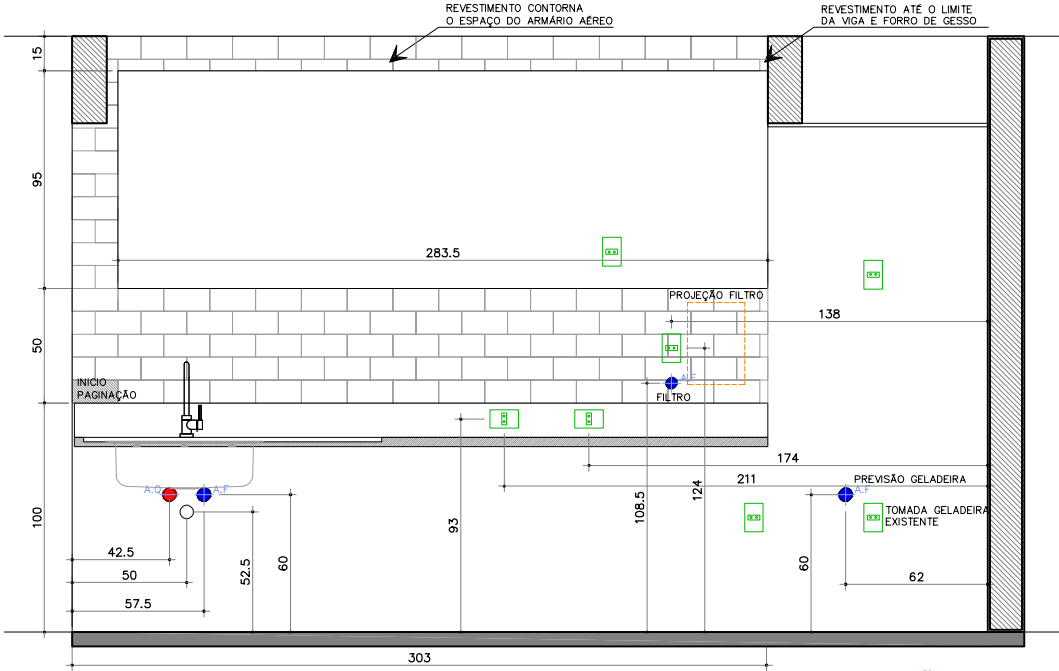 REVESTIMENTO CONTORNA
O ESPAÇO DO ARMÁRIO AÉREO
REVESTIMENTO ATÉ O LIMITE
DA VIGA E FORRO DE GESSO
15
95
283.5
PROJEÇÃO FILTRO
138
50
INICIO
PAGINAÇÃO
A.F
FILTRO
174
211
PREVISÃO GELADEIRA
A.Q
A.F
A.F
124
108.5
93
100
TOMADA GELADEIRA
EXISTENTE
42.5
50
57.5
52.5
60
60
62
303